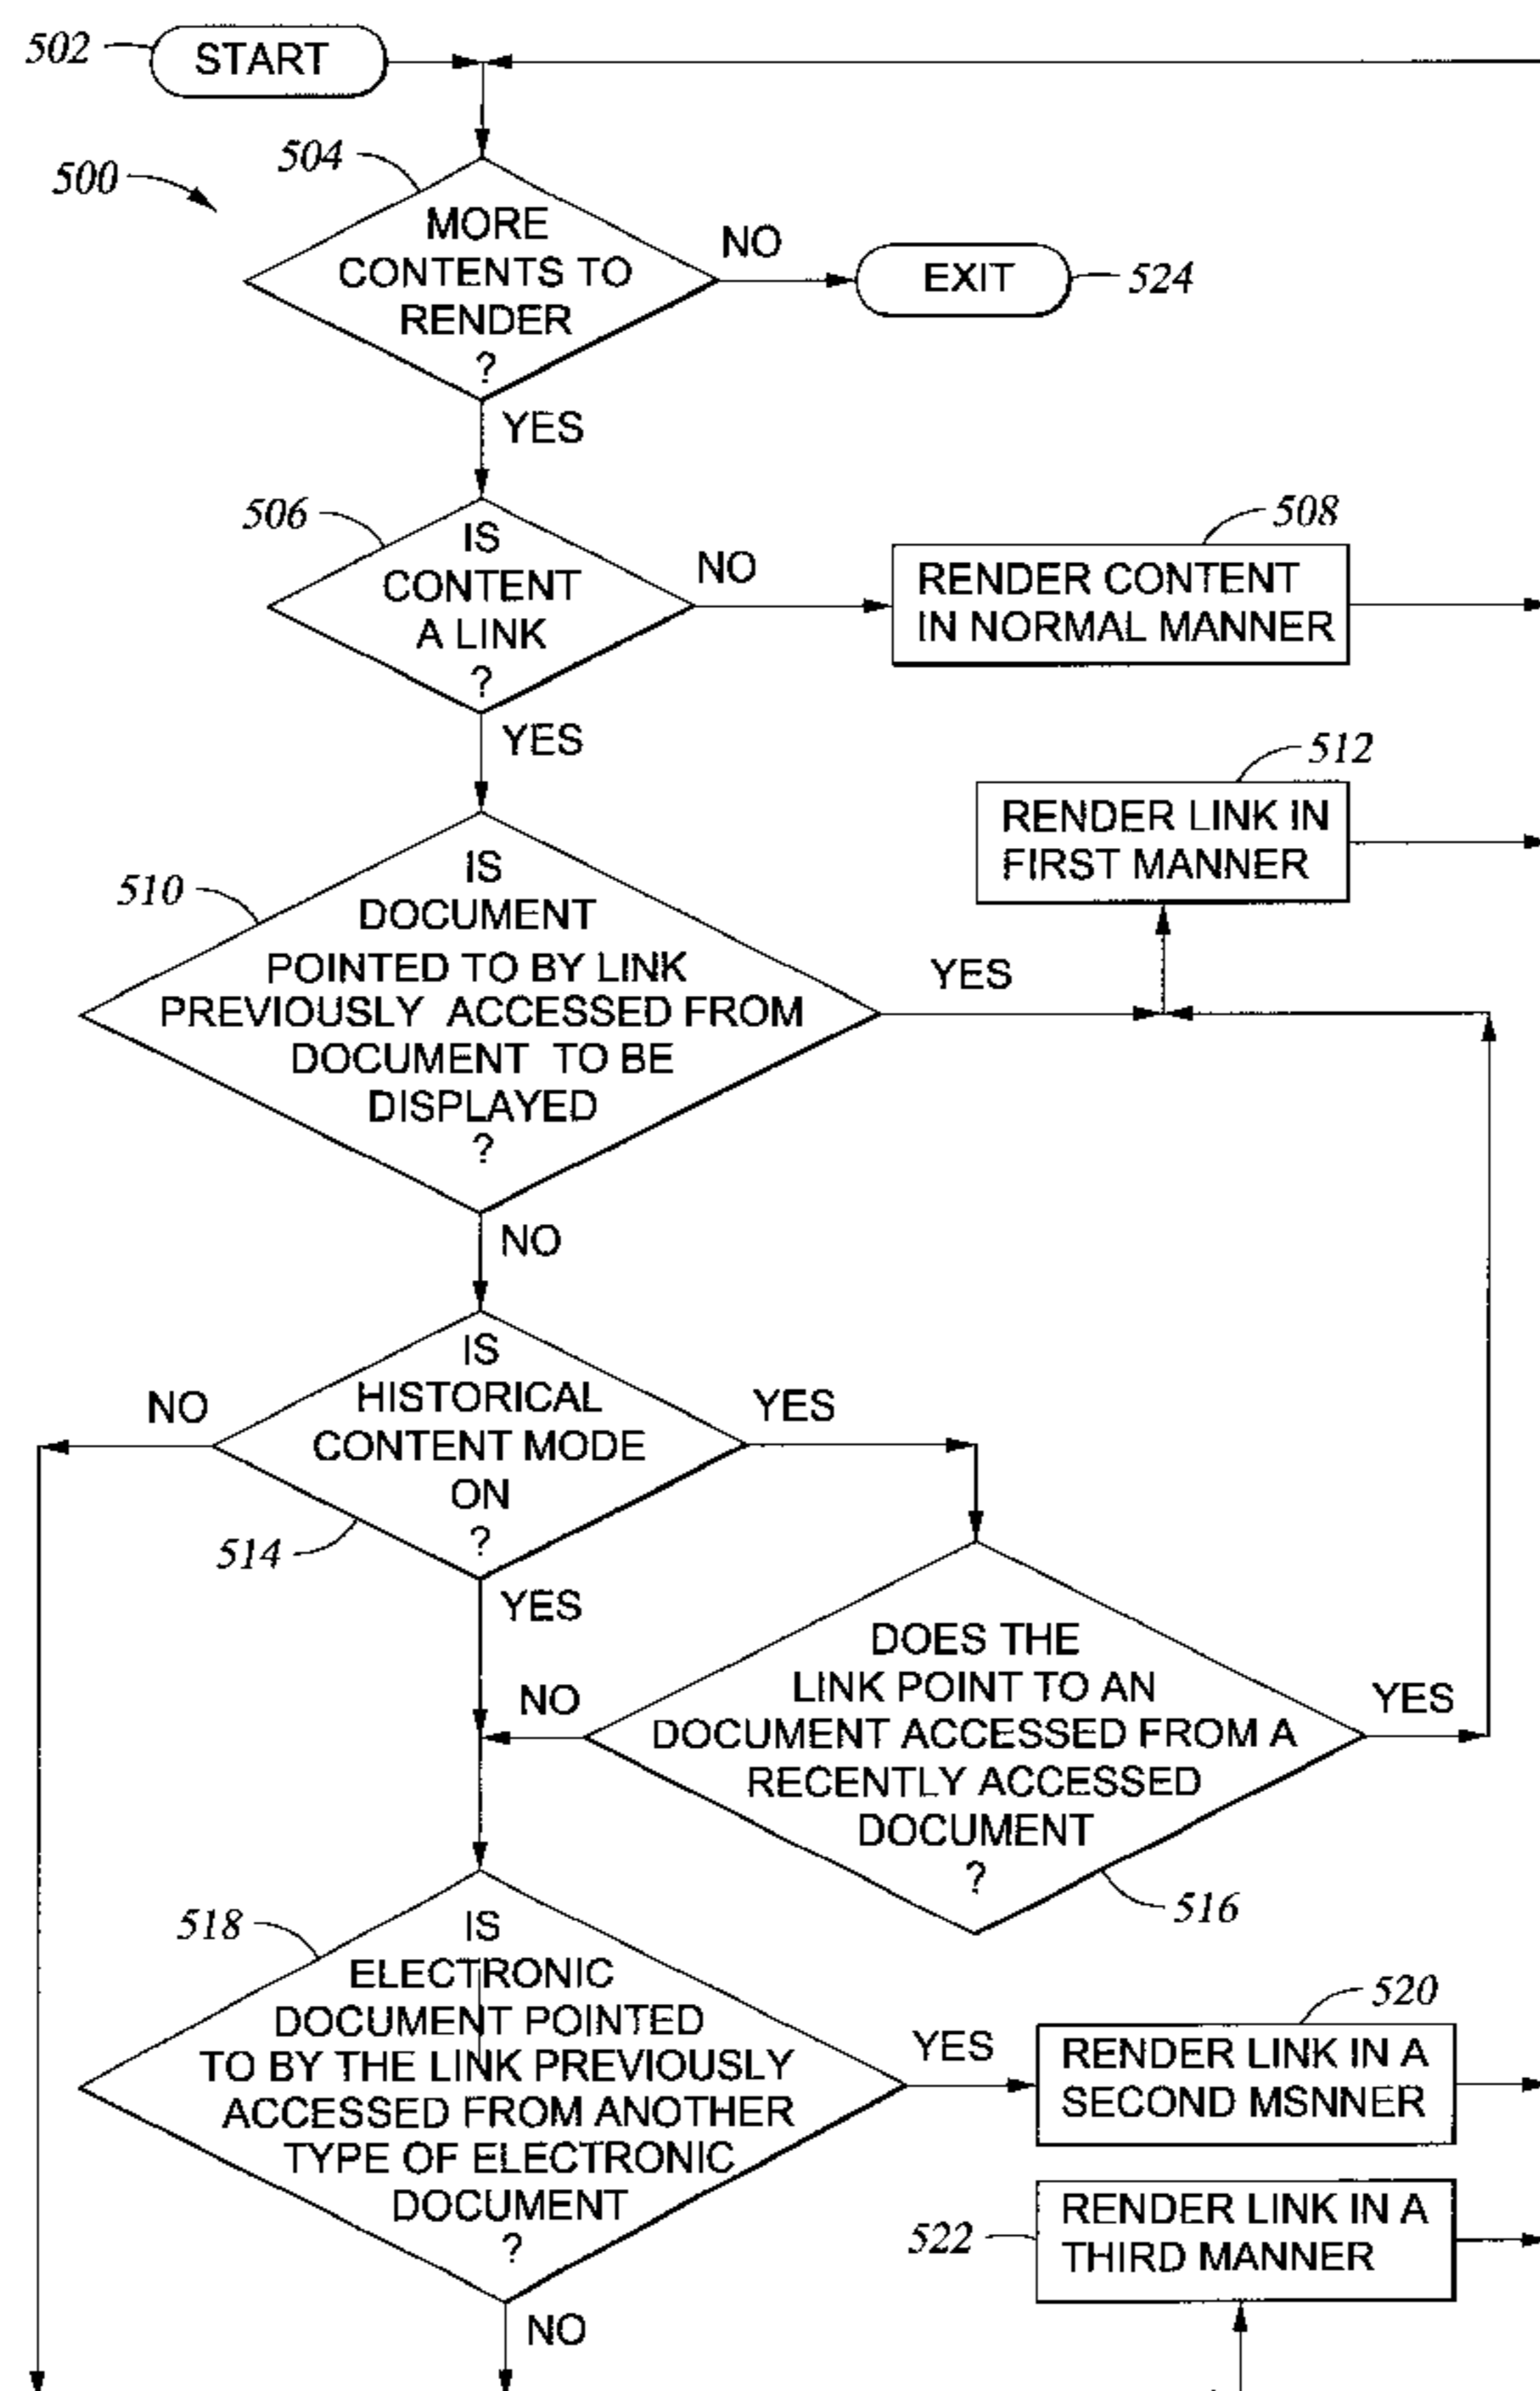 502
START
504
500
MORE
CONTENTS TO
RENDER
?
NO
EXIT
524
YES
506
IS
CONTENT
A LINK
?
NO
508
RENDER CONTENT
IN NORMAL MANNER
YES
512
RENDER LINK IN
FIRST MANNER
510
IS
DOCUMENT
POINTED TO BY LINK
PREVIOUSLY ACCESSED FROM
DOCUMENT TO BE
DISPLAYED
?
YES
NO
IS
HISTORICAL
CONTENT MODE
ON
?
NO
YES
514
YES
DOES THE
LINK POINT TO AN
DOCUMENT ACCESSED FROM A
RECENTLY ACCESSED
DOCUMENT
?
NO
YES
516
518
IS
ELECTRONIC
DOCUMENT POINTED
TO BY THE LINK PREVIOUSLY
ACCESSED FROM ANOTHER
TYPE OF ELECTRONIC
DOCUMENT
?
YES
520
RENDER LINK IN A
SECOND MSNNER
522
RENDER LINK IN A
THIRD MANNER
NO